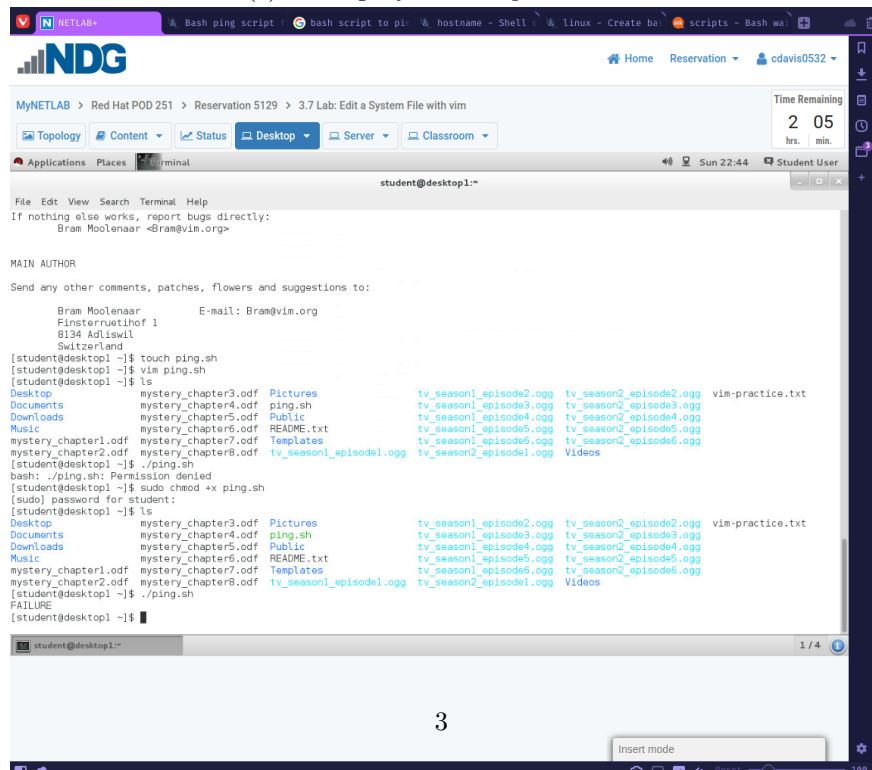 NETLAB+ Bash ping script bash script to pi hostname - Shell linux - Create ba scripts - Bash wai
NDG
Home Reservation cdavis0532
MyNETLAB > Red Hat POD 251 > Reservation 5129 > 3.7 Lab: Edit a System File with vim
Time Remaining
2 05
hrs. min.
Topology Content Status Desktop Server Classroom
Applications Places Terminal Sun 22:44 Student User
student@desktop1:~
File Edit View Search Terminal Help
If nothing else works, report bugs directly:
Bram Moolenaar <Bram@vim.org>
MAIN AUTHOR
Send any other comments, patches, flowers and suggestions to:
Bram Moolenaar E-mail: Bram@vim.org
Finsterruetihof 1
8134 Adliswil
Switzerland
[student@desktop1 ~]$ touch ping.sh
[student@desktop1 ~]$ vim ping.sh
[student@desktop1 ~]$ ls
Desktop mystery_chapter3.odf Pictures tv_season1_episode2.ogg tv_season2_episode2.ogg vim-practice.txt
Documents mystery_chapter4.odf ping.sh tv_season1_episode3.ogg tv_season2_episode3.ogg
Downloads mystery_chapter5.odf Public tv_season1_episode4.ogg tv_season2_episode4.ogg
Music mystery_chapter6.odf README.txt tv_season1_episode5.ogg tv_season2_episode5.ogg
mystery_chapter1.odf mystery_chapter7.odf Templates tv_season1_episode6.ogg tv_season2_episode6.ogg
mystery_chapter2.odf mystery_chapter8.odf tv_season1_episode1.ogg tv_season2_episode1.ogg Videos
[student@desktop1 ~]$ ./ping.sh
bash: ./ping.sh: Permission denied
[student@desktop1 ~]$ sudo chmod +x ping.sh
[sudo] password for student:
[student@desktop1 ~]$ ls
Desktop mystery_chapter3.odf Pictures tv_season1_episode2.ogg tv_season2_episode2.ogg vim-practice.txt
Documents mystery_chapter4.odf ping.sh tv_season1_episode3.ogg tv_season2_episode3.ogg
Downloads mystery_chapter5.odf Public tv_season1_episode4.ogg tv_season2_episode4.ogg
Music mystery_chapter6.odf README.txt tv_season1_episode5.ogg tv_season2_episode5.ogg
mystery_chapter1.odf mystery_chapter7.odf Templates tv_season1_episode6.ogg tv_season2_episode6.ogg
mystery_chapter2.odf mystery_chapter8.odf tv_season1_episode1.ogg tv_season2_episode1.ogg Videos
[student@desktop1 ~]$ ./ping.sh
FAILURE
[student@desktop1 ~]$
student@desktop1:~ 1 / 4 1
3
Insert mode